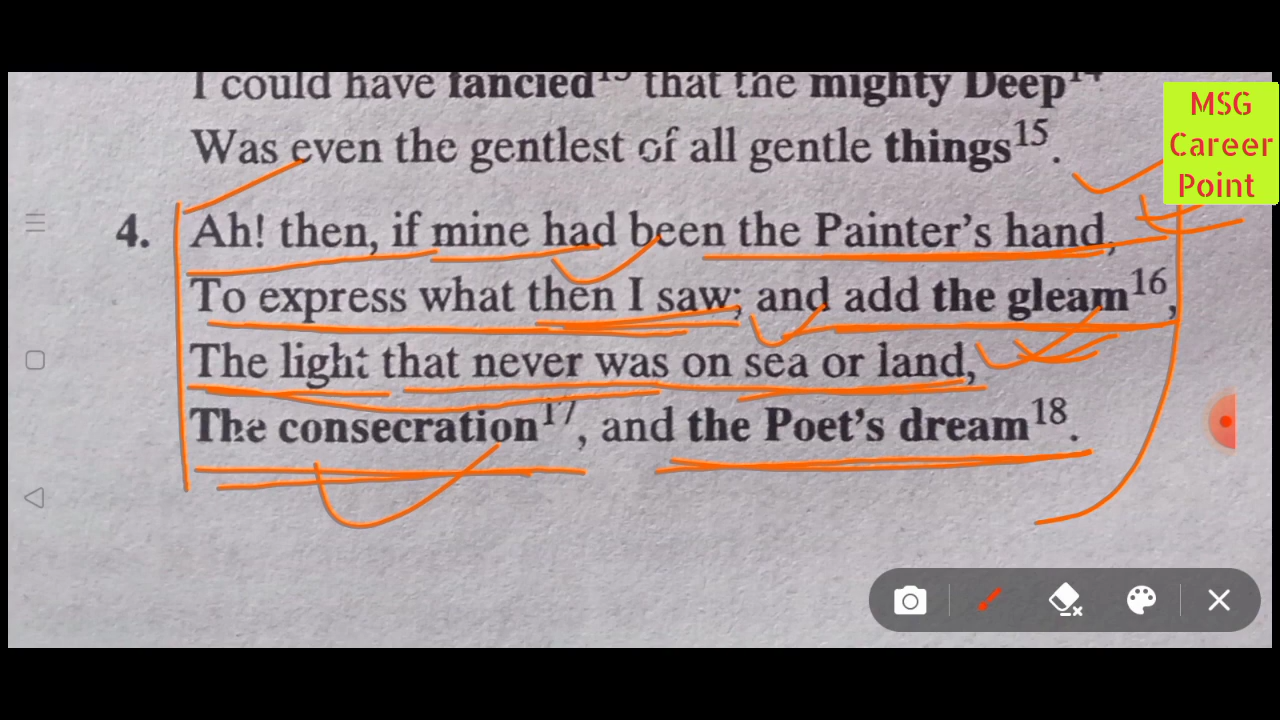 I could have fancied¹³ that the mighty Deep¹⁴
Was even the gentlest of all gentle things¹⁵.
4. Ah! then, if mine had been the Painter's hand,
To express what then I saw; and add the gleam¹⁶,
The light that never was on sea or land,
The consecration¹⁷, and the Poet's dream¹⁸.
MSG
Career
Point